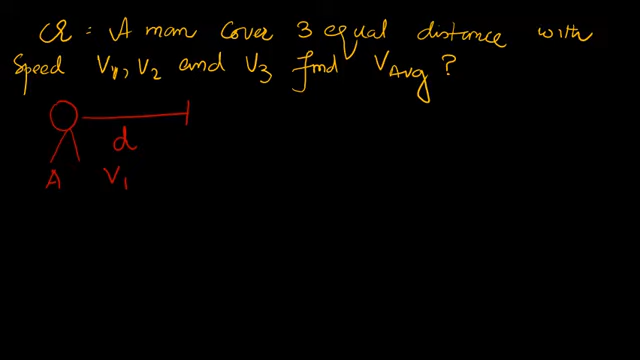 Q: A man cover 3 equal distance with
speed V1, V2 and V3 find VAvg ?
d
A V1